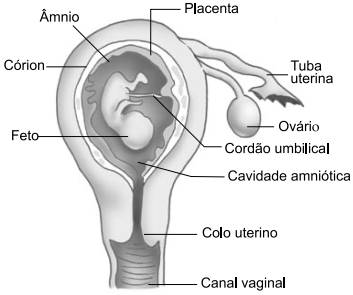 Placenta
Âmnio
Córion
Tuba
uterina
Ovário
Feto
Cordão umbilical
Cavidade amniótica
Colo uterino
Canal vaginal